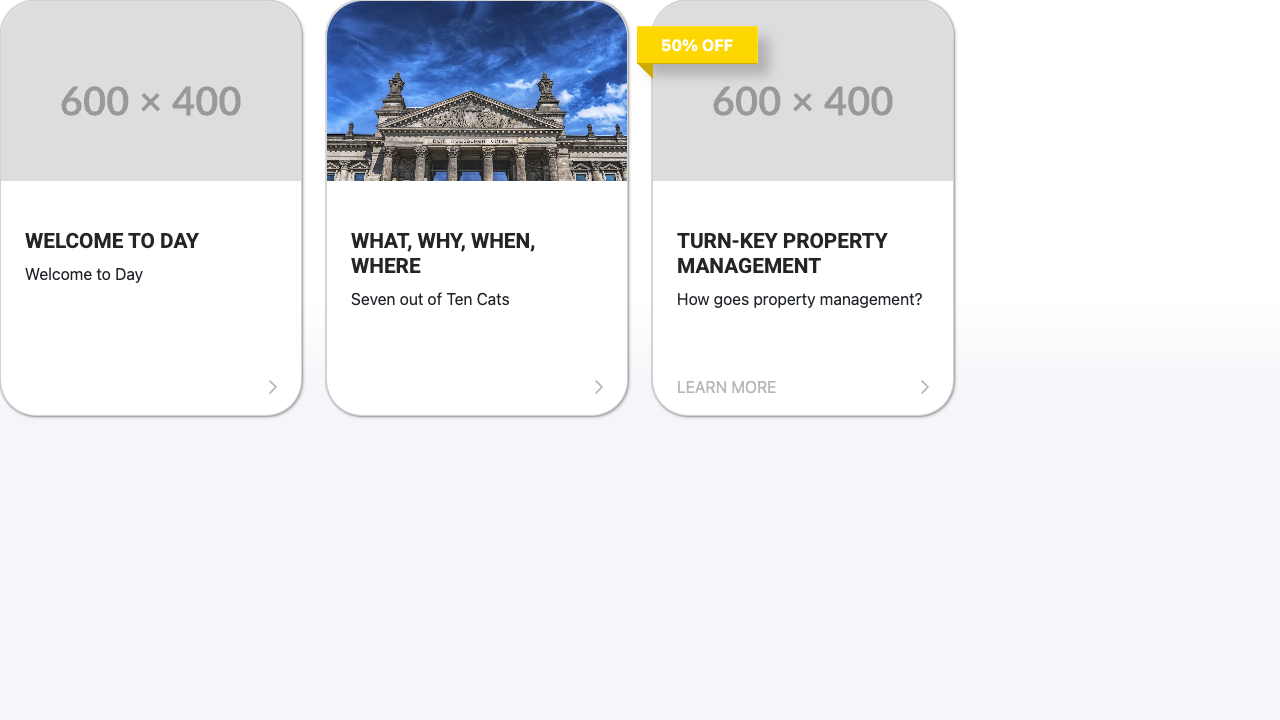 600 × 400
WELCOME TO DAY
Welcome to Day
WHAT, WHY, WHEN,
WHERE
Seven out of Ten Cats
50% OFF
600 × 400
TURN-KEY PROPERTY
MANAGEMENT
How goes property management?
LEARN MORE